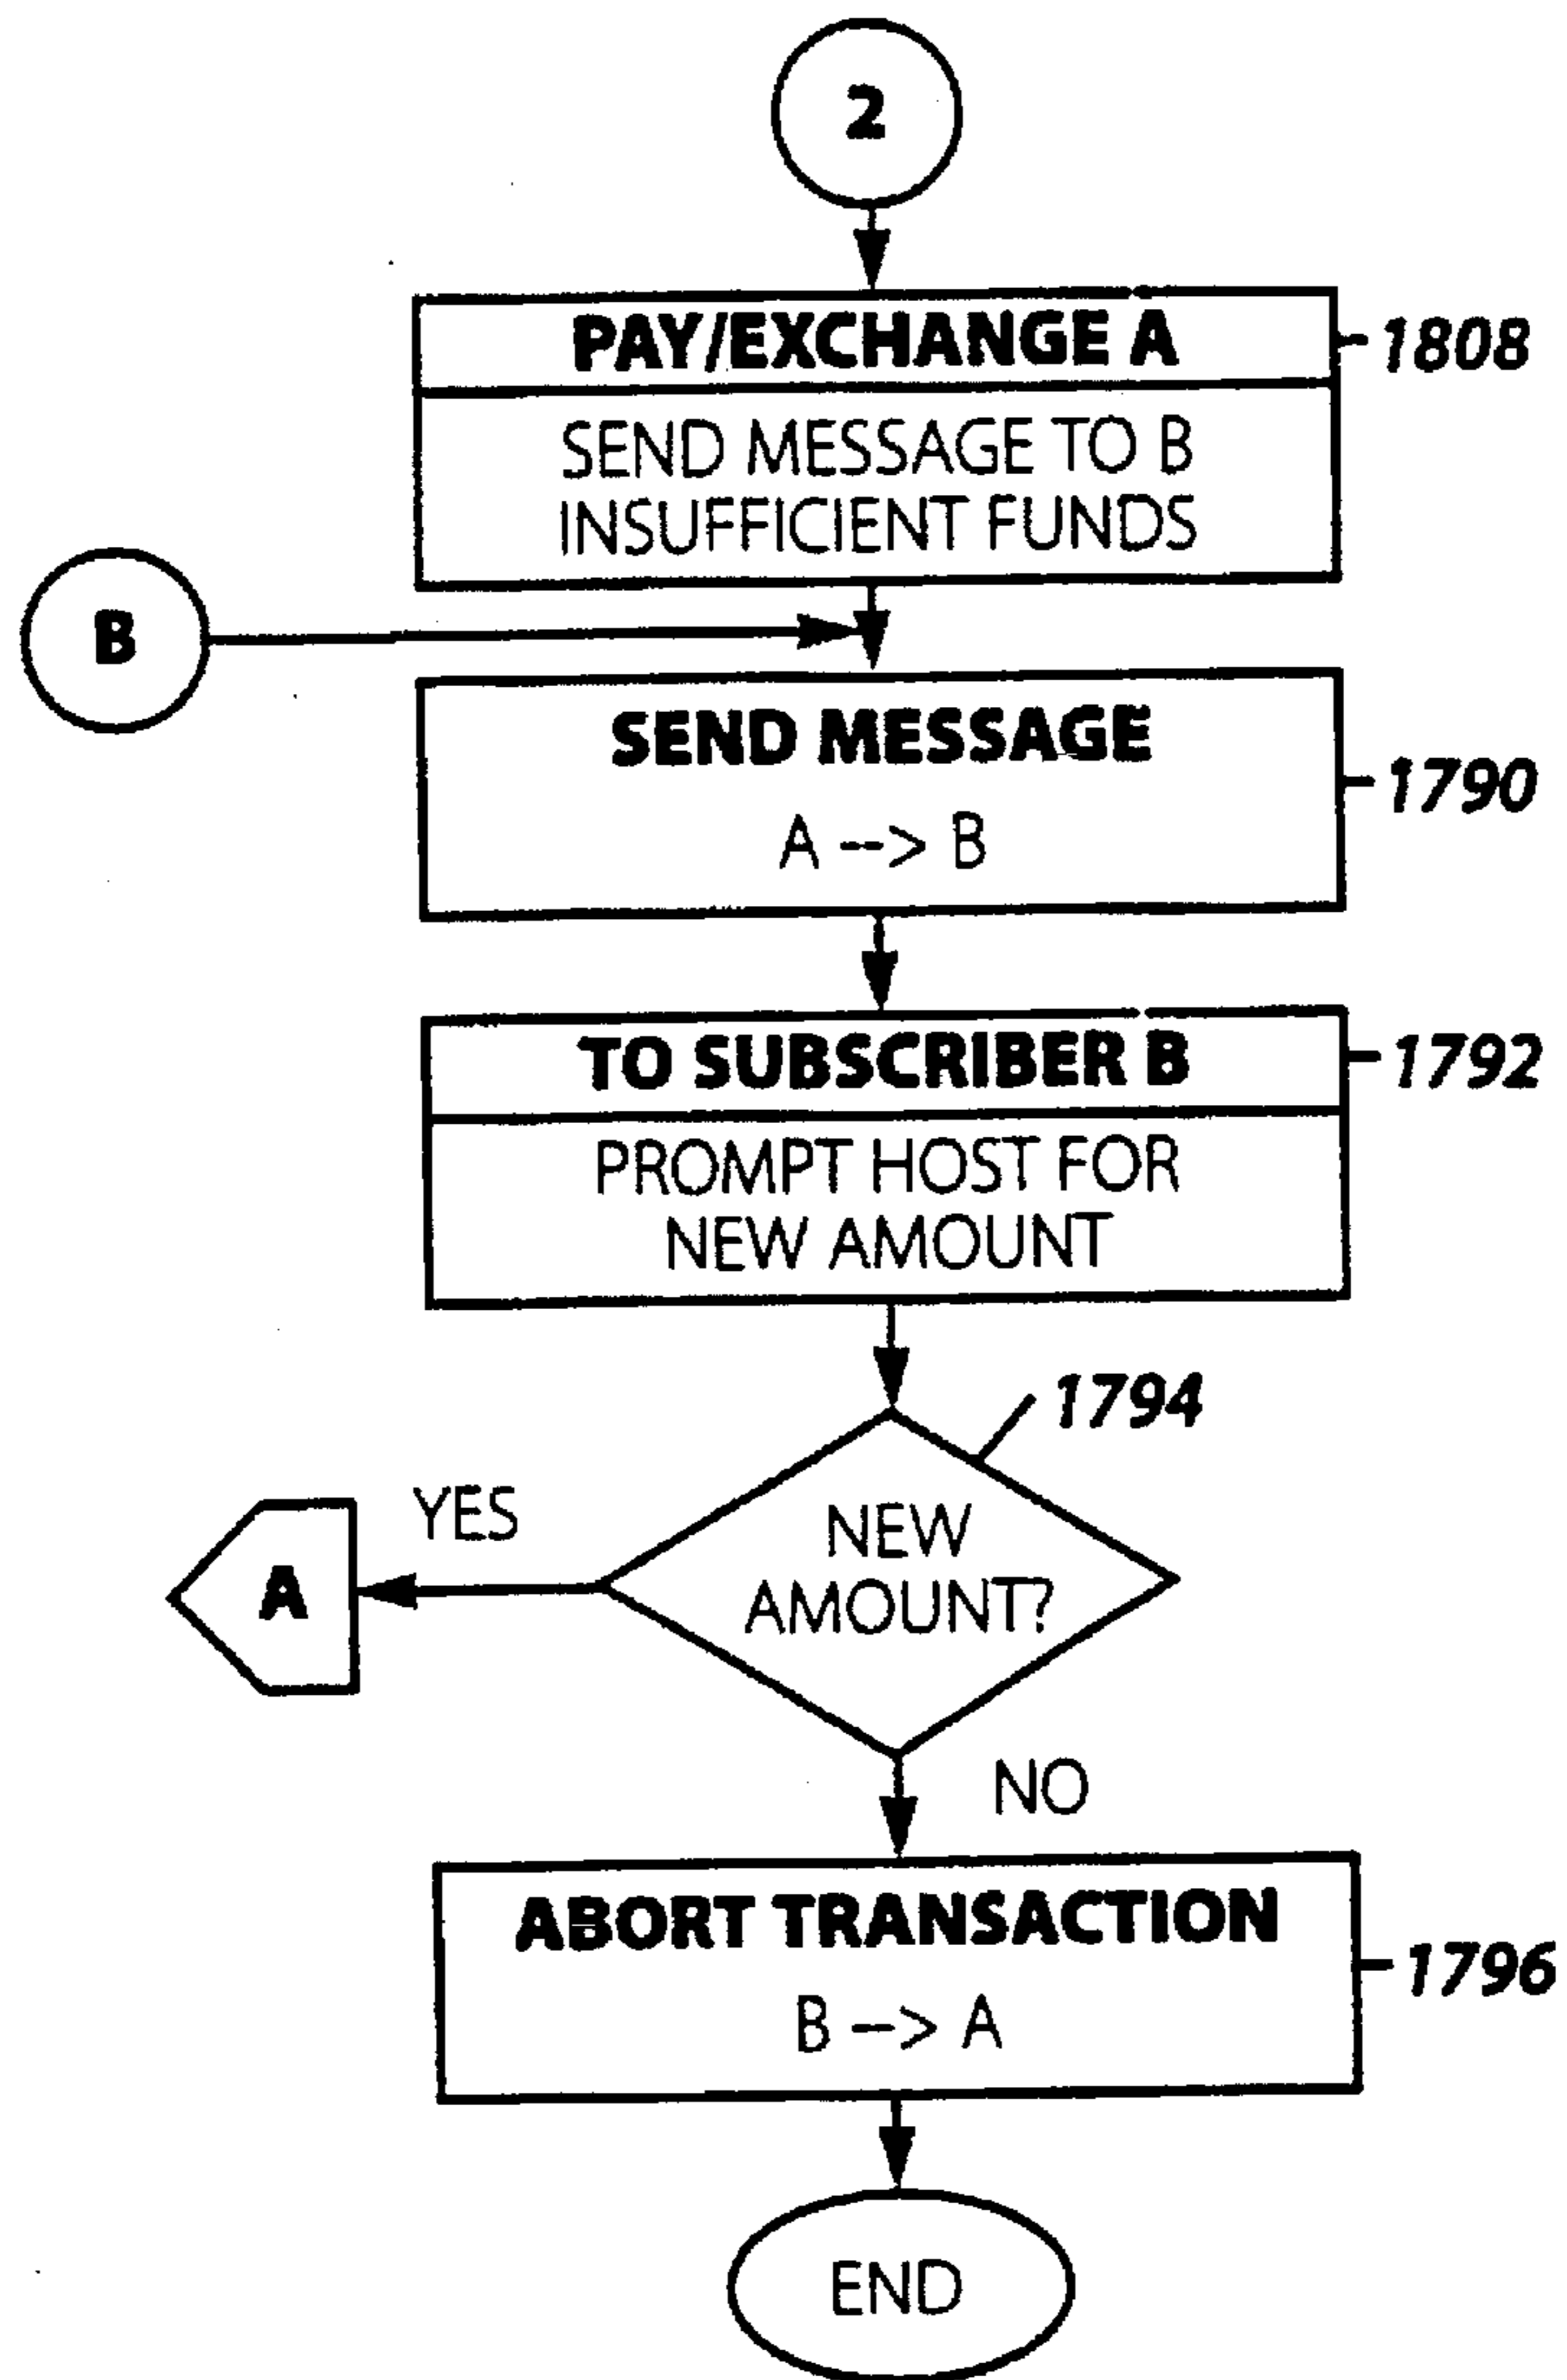 2
PAY/EXCHANGE A
1808
SEND MESSAGE TO B
INSUFFICIENT FUNDS
B
SEND MESSAGE
1790
A --> B
TO SUBSCRIBER B
1792
PROMPT HOST FOR
NEW AMOUNT
1794
YES
NEW
AMOUNT?
A
NO
ABORT TRANSACTION
1796
B --> A
END